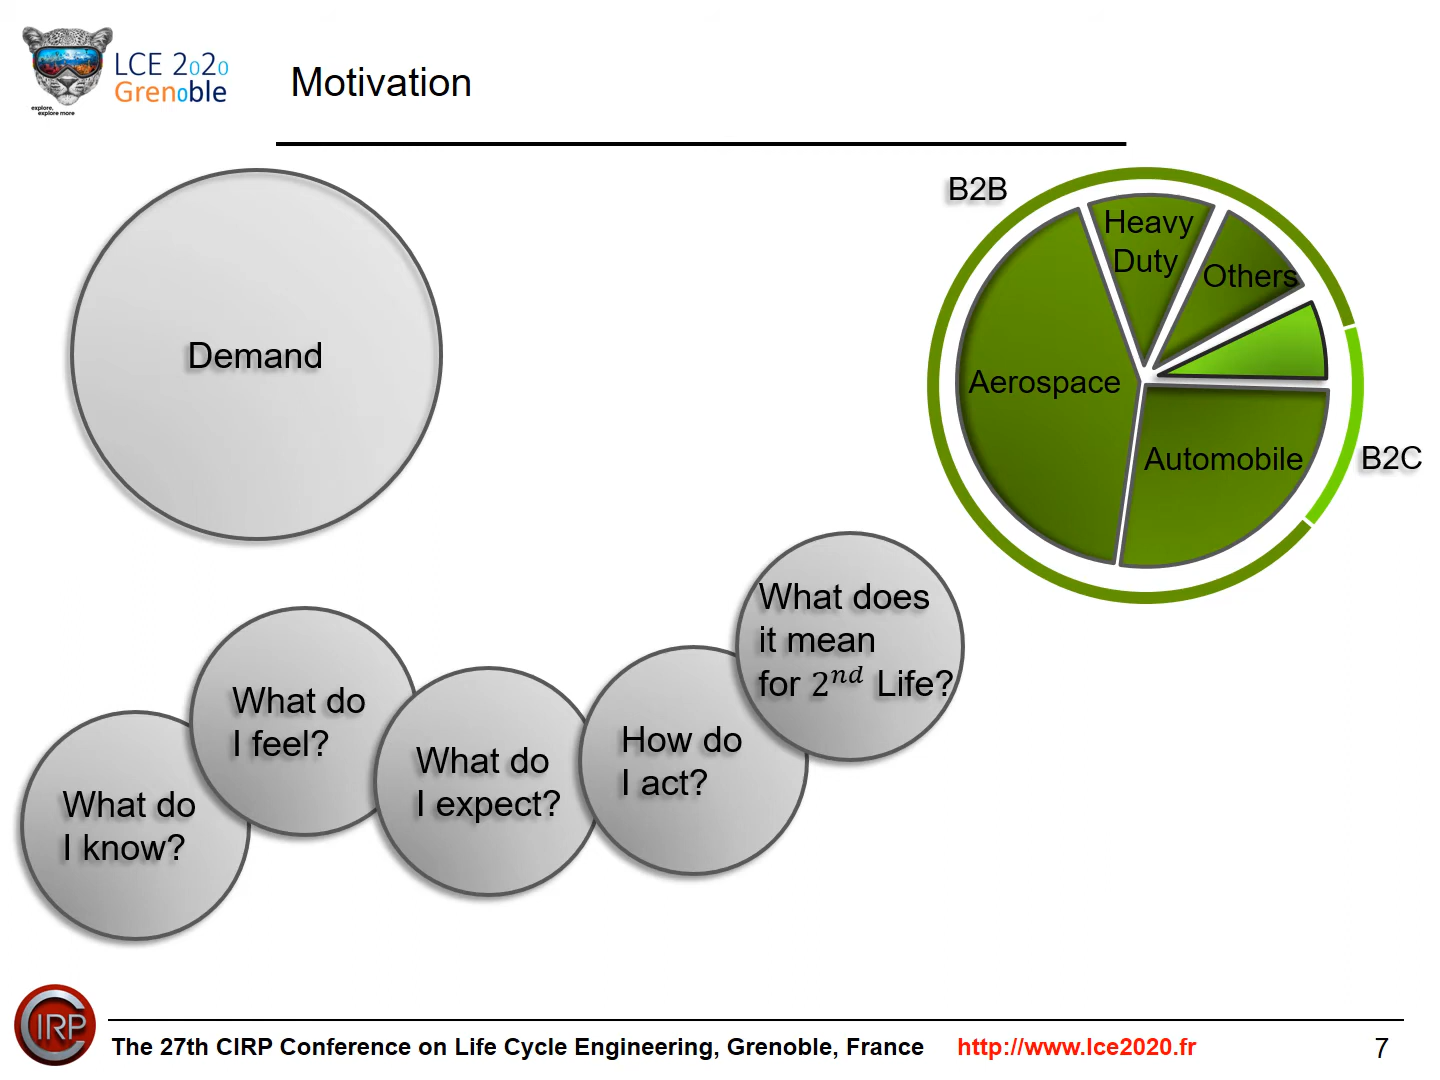 LCE 2020
Grenoble
explore,
explore more
Motivation
Demand
B2B
Heavy
Duty
Others
Aerospace
Automobile
B2C
What do
I know?
What do
I feel?
What do
I expect?
How do
I act?
What does
it mean
for 2nd Life?
CIRP
The 27th CIRP Conference on Life Cycle Engineering, Grenoble, France http://www.lce2020.fr 7